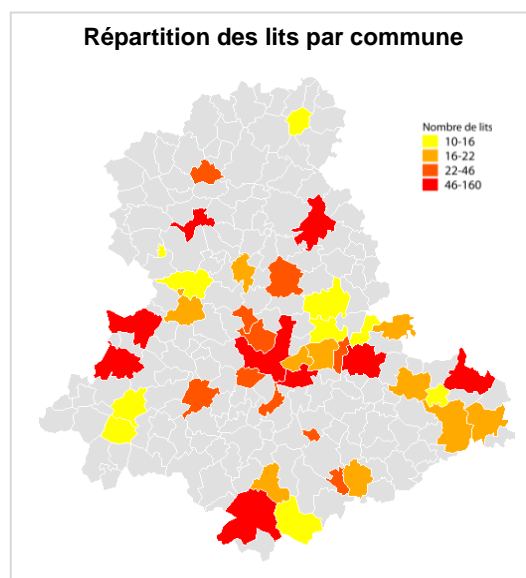 Répartition des lits par commune
Nombre de lits
10-16
16-22
22-46
46-160